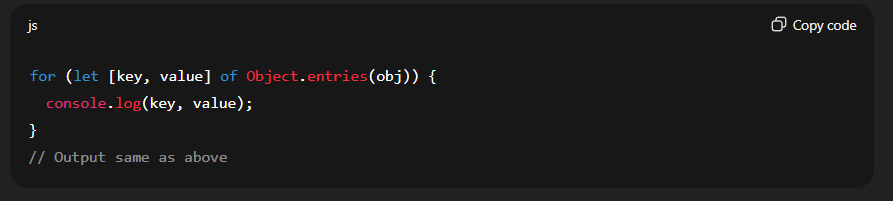 js
Copy code
for (let [key, value] of Object.entries(obj)) {
  console.log(key, value);
}
// Output same as above